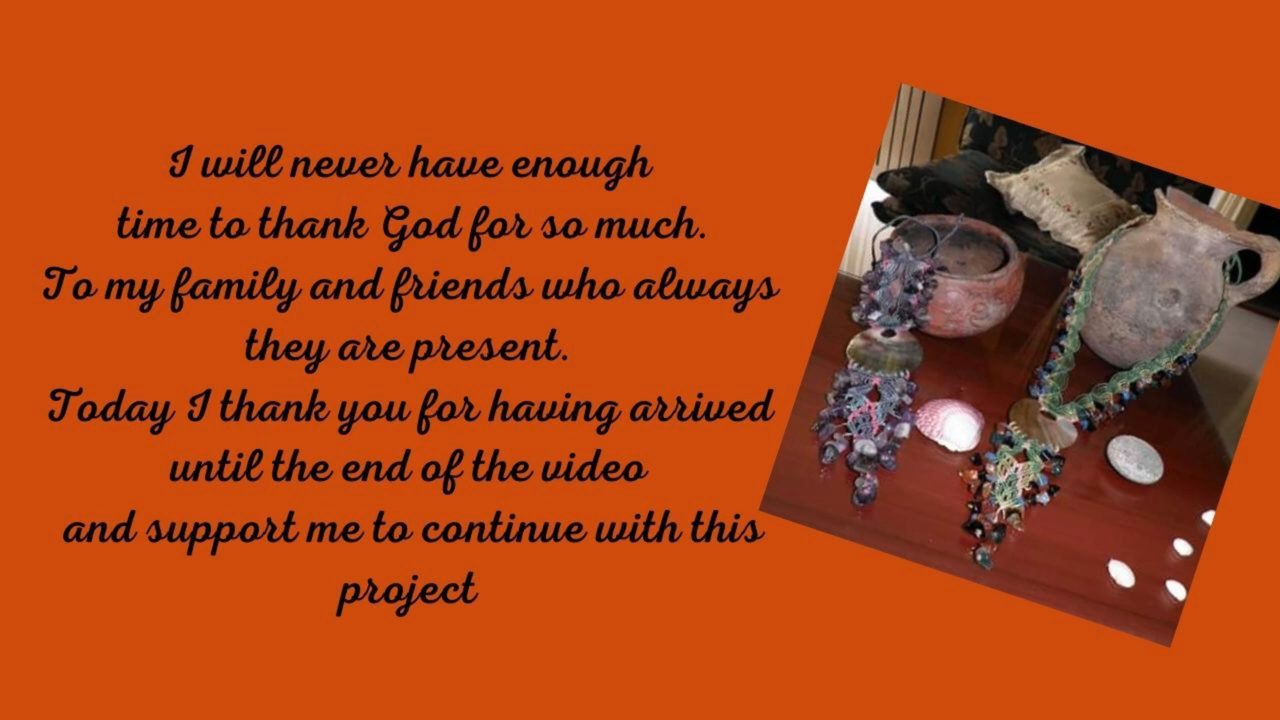 I will never have enough
time to thank God for so much.
To my family and friends who always
they are present.
Today I thank you for having arrived
until the end of the video
and support me to continue with this
project